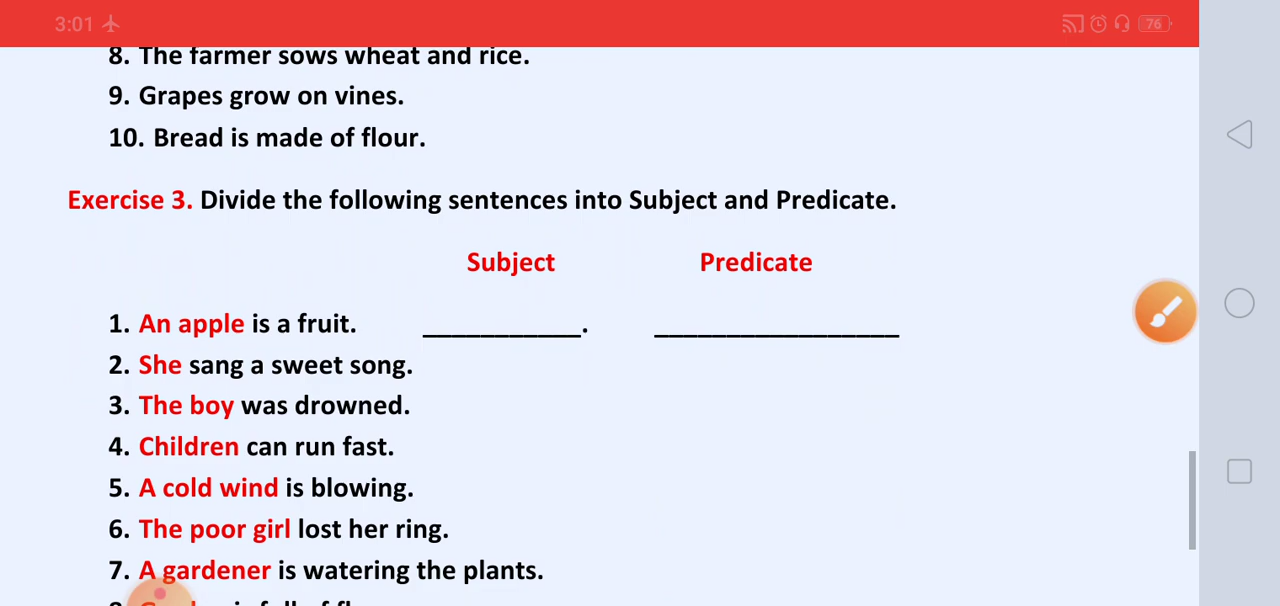 3:01
76
8. The farmer sows wheat and rice.
9. Grapes grow on vines.
10. Bread is made of flour.
Exercise 3. Divide the following sentences into Subject and Predicate.
Subject Predicate
1. An apple is a fruit. ___________. _________________
2. She sang a sweet song.
3. The boy was drowned.
4. Children can run fast.
5. A cold wind is blowing.
6. The poor girl lost her ring.
7. A gardener is watering the plants.